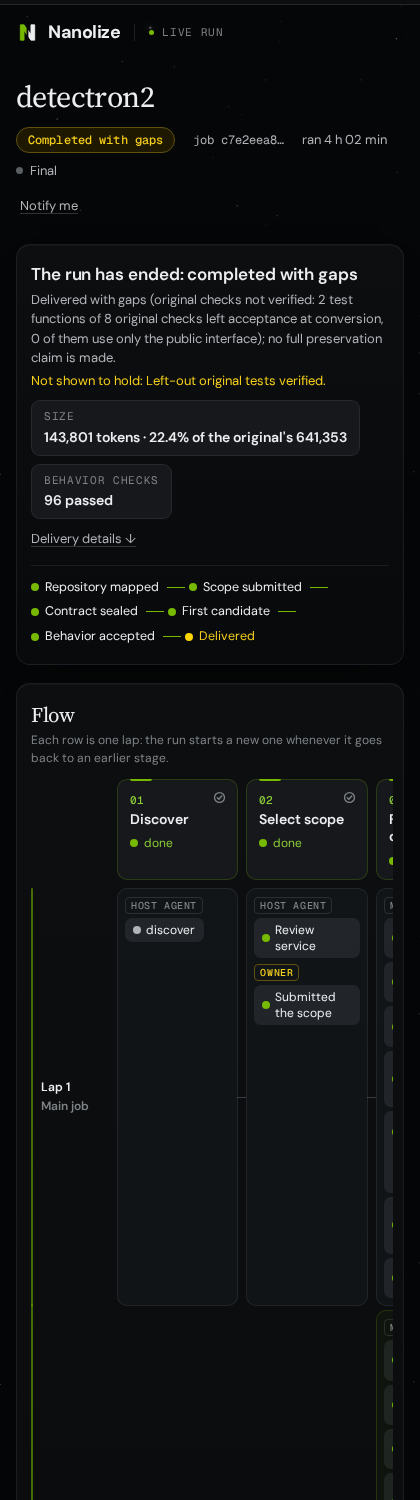 Nanolize
LIVE RUN
detectron2
Completed with gaps
job c7e2eea8…
ran 4 h 02 min
Final
Notify me
The run has ended: completed with gaps
Delivered with gaps (original checks not verified: 2 test
functions of 8 original checks left acceptance at conversion,
0 of them use only the public interface); no full preservation
claim is made.
Not shown to hold: Left-out original tests verified.
SIZE
143,801 tokens · 22.4% of the original's 641,353
BEHAVIOR CHECKS
96 passed
Delivery details ↓
Repository mapped
Scope submitted
Contract sealed
First candidate
Behavior accepted
Delivered
Flow
Each row is one lap: the run starts a new one whenever it goes
back to an earlier stage.
01
Discover
done
02
Select scope
done
HOST AGENT
discover
HOST AGENT
Review
service
OWNER
Submitted
the scope
Lap 1
Main job